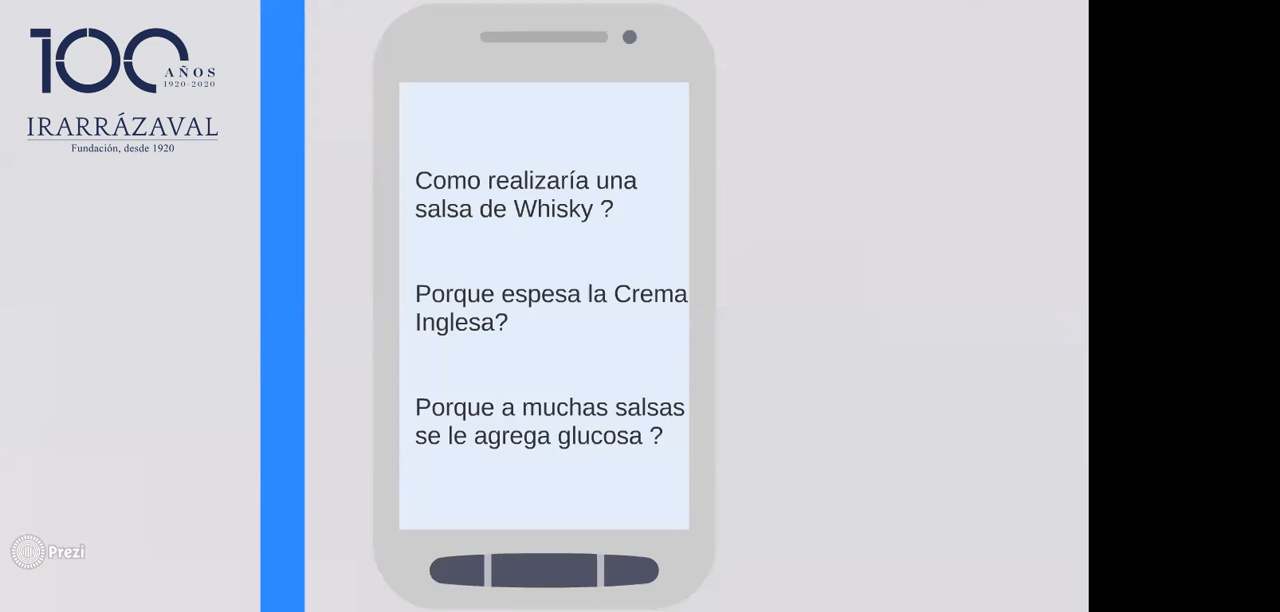 100
AÑOS
1920-2020
IRARRÁZAVAL
Fundación, desde 1920
Como realizaría una
salsa de Whisky ?
Porque espesa la Crema
Inglesa?
Porque a muchas salsas
se le agrega glucosa ?
Prezi